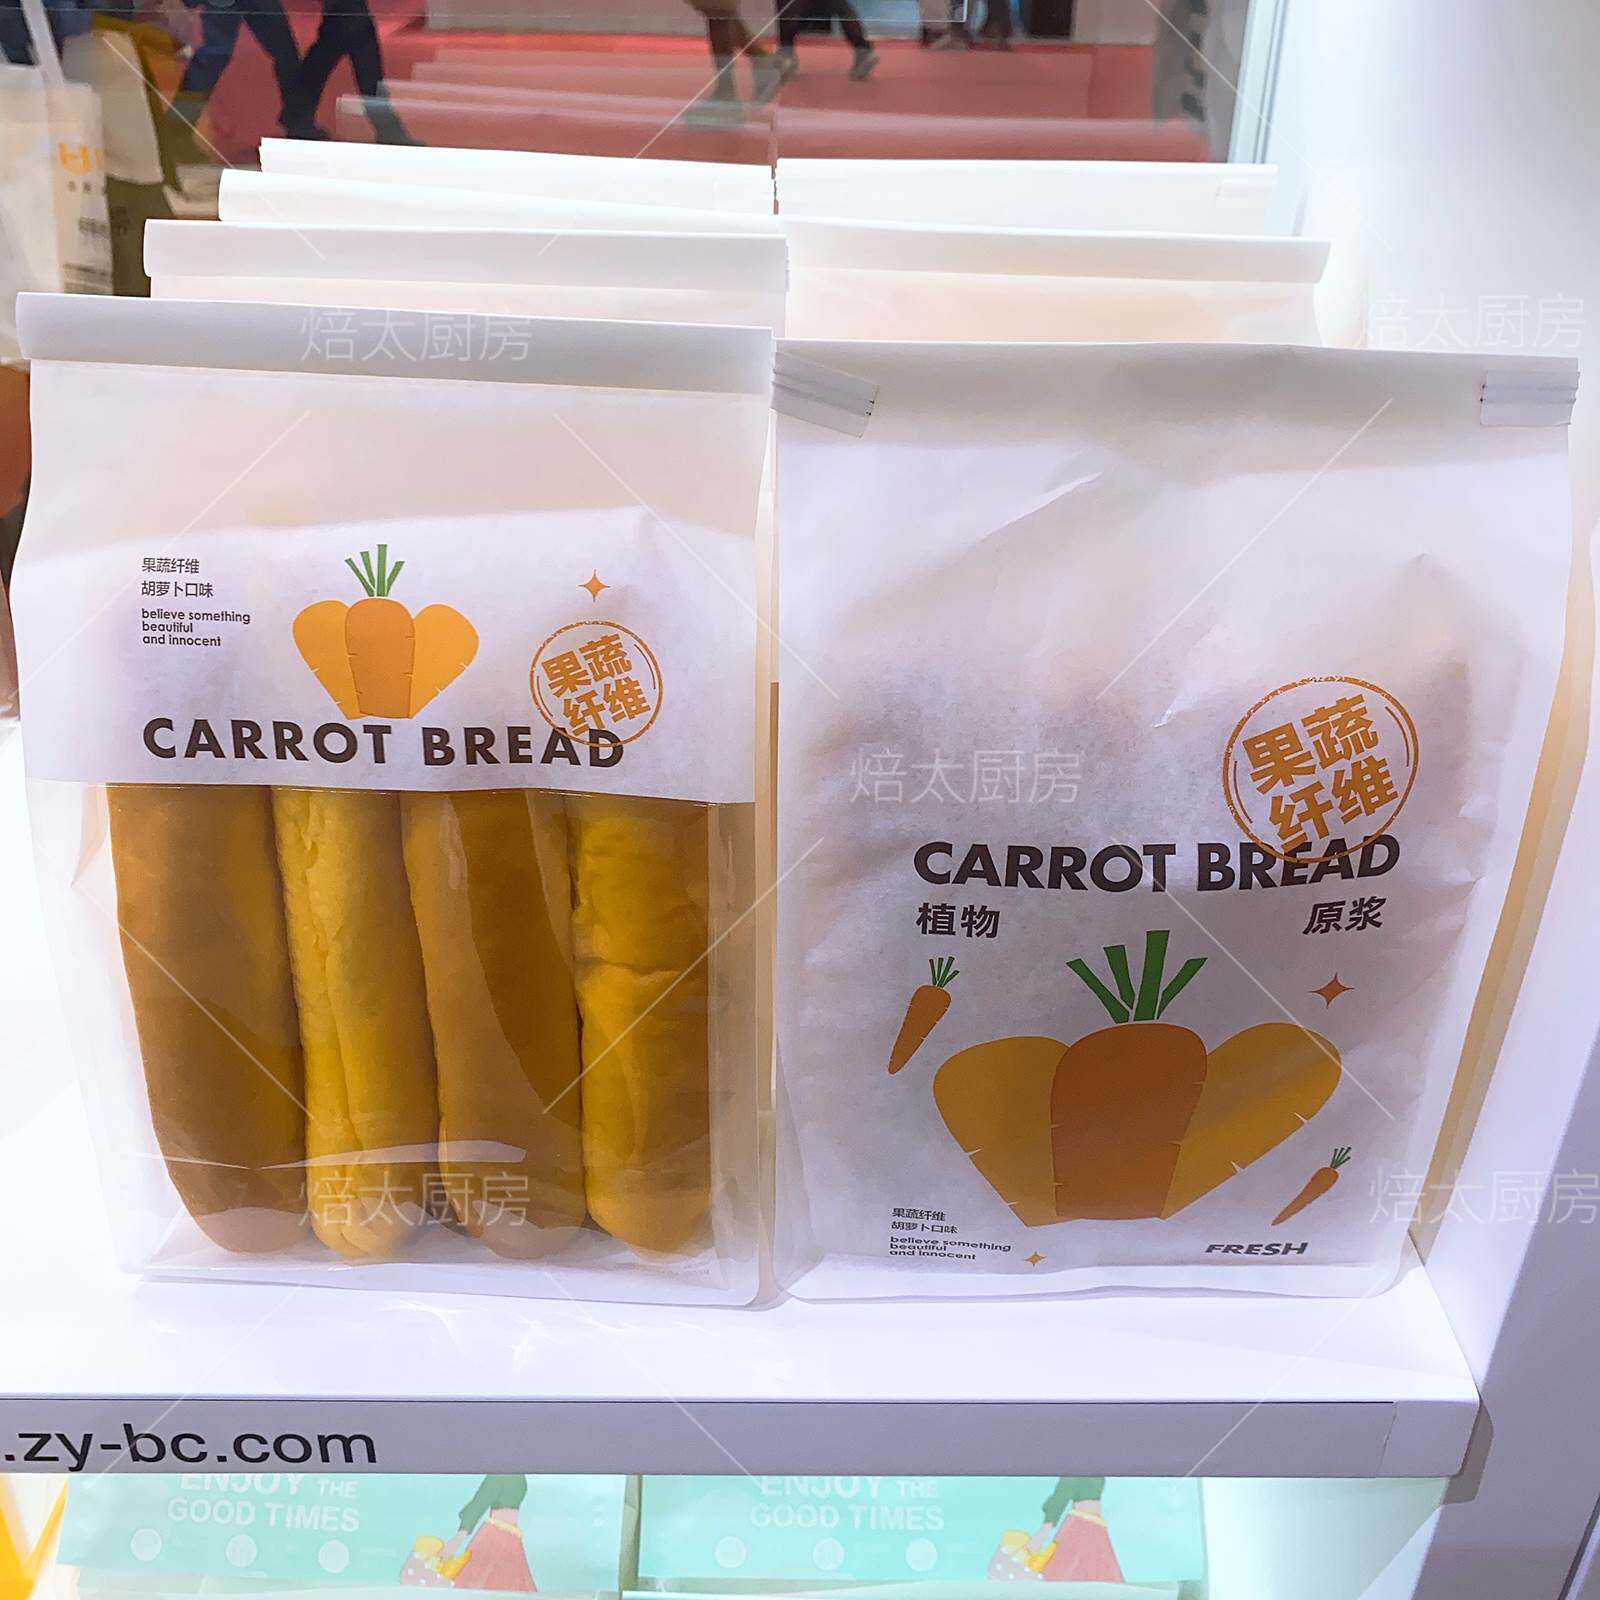 焙太厨房
焙太厨房
果蔬纤维
胡萝卜口味
believe something
beautiful
and innocent
果蔬
纤维
CARROT BREAD
焙太厨房
果蔬
纤维
CARROT BREAD
植物
原浆
焙太厨房
焙太厨房
果蔬纤维
胡萝卜口味
believe something
beautiful
and innocent
FRESH
.zy-bc.com
ENJOY THE
GOOD TIMES
ENJOY THE
GOOD TIMES